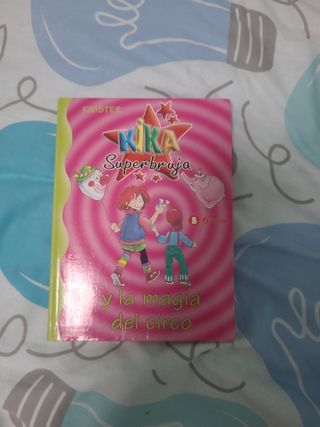 KNISTER
KIKA
Superbruja
B
y la magia
del circo